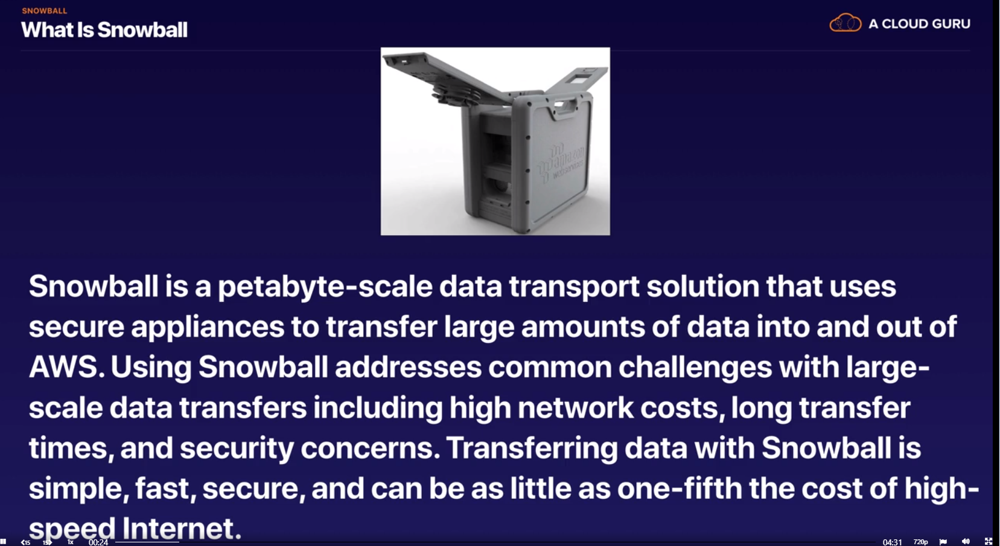 SNOWBALL
What Is Snowball
A CLOUD GURU
amazon
webservices
Snowball is a petabyte-scale data transport solution that uses
secure appliances to transfer large amounts of data into and out of
AWS. Using Snowball addresses common challenges with large-
scale data transfers including high network costs, long transfer
times, and security concerns. Transferring data with Snowball is
simple, fast, secure, and can be as little as one-fifth the cost of high-
speed Internet.
15 15 1x 00:24 04:31 720p